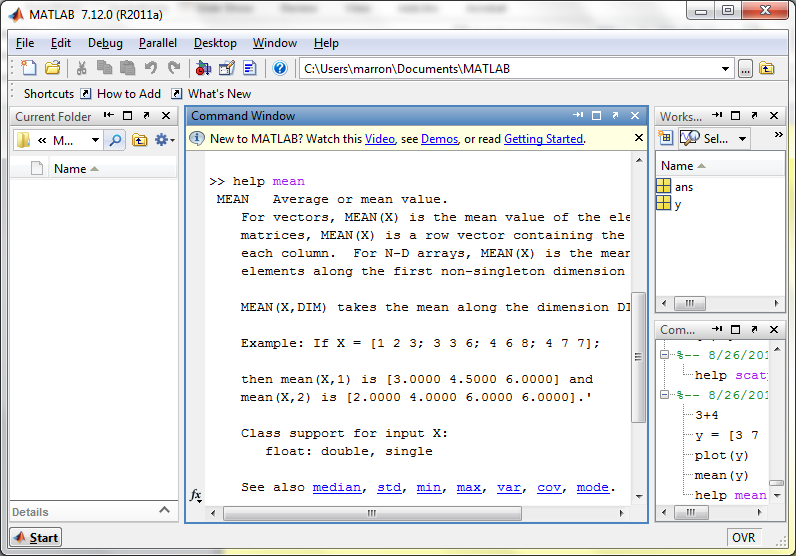 MATLAB 7.12.0 (R2011a)
File Edit Debug Parallel Desktop Window Help
C:\Users\marron\Documents\MATLAB
...
Shortcuts How to Add What's New
Current Folder
« M...
Name
Details
Command Window
New to MATLAB? Watch this Video, see Demos, or read Getting Started.
>> help mean
MEAN Average or mean value.
For vectors, MEAN(X) is the mean value of the ele
matrices, MEAN(X) is a row vector containing the
each column. For N-D arrays, MEAN(X) is the mean
elements along the first non-singleton dimension
MEAN(X,DIM) takes the mean along the dimension DI
Example: If X = [1 2 3; 3 3 6; 4 6 8; 4 7 7];
then mean(X,1) is [3.0000 4.5000 6.0000] and
mean(X,2) is [2.0000 4.0000 6.0000 6.0000].'
Class support for input X:
float: double, single
See also median, std, min, max, var, cov, mode.
fx
Works...
Sel...
»
Name
ans
y
Com...
%-- 8/26/201
help scat
%-- 8/26/201
3+4
y = [3 7
plot(y)
mean(y)
help mean
Start
OVR